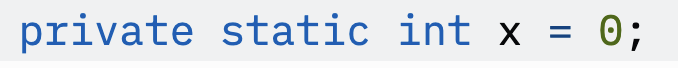 private static int x = 0;